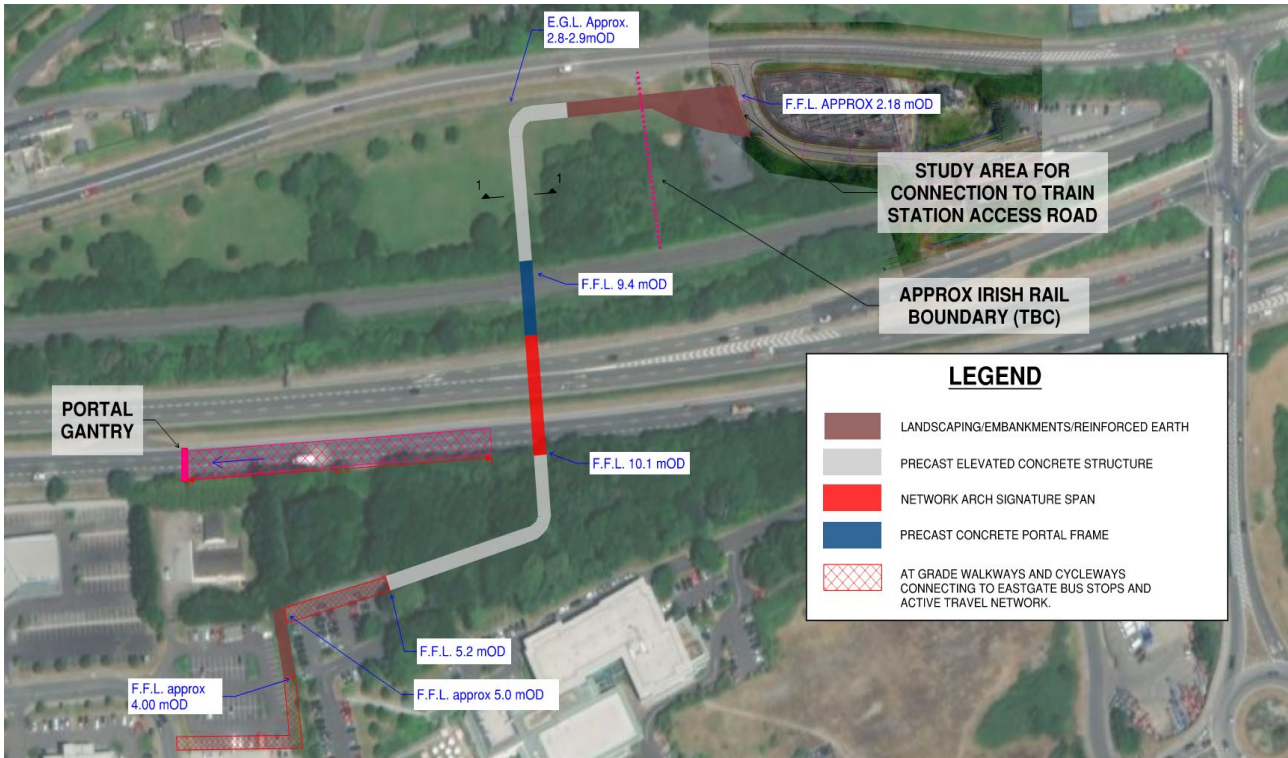 E.G.L. Approx.
2.8-2.9mOD
F.F.L. APPROX 2.18 mOD
STUDY AREA FOR
CONNECTION TO TRAIN
STATION ACCESS ROAD
1
1
F.F.L. 9.4 mOD
APPROX IRISH RAIL
BOUNDARY (TBC)
PORTAL
GANTRY
F.F.L. 10.1 mOD
F.F.L. 5.2 mOD
F.F.L. approx 5.0 mOD
F.F.L. approx
4.00 mOD
LEGEND
LANDSCAPING/EMBANKMENTS/REINFORCED EARTH
PRECAST ELEVATED CONCRETE STRUCTURE
NETWORK ARCH SIGNATURE SPAN
PRECAST CONCRETE PORTAL FRAME
AT GRADE WALKWAYS AND CYCLEWAYS
CONNECTING TO EASTGATE BUS STOPS AND
ACTIVE TRAVEL NETWORK.